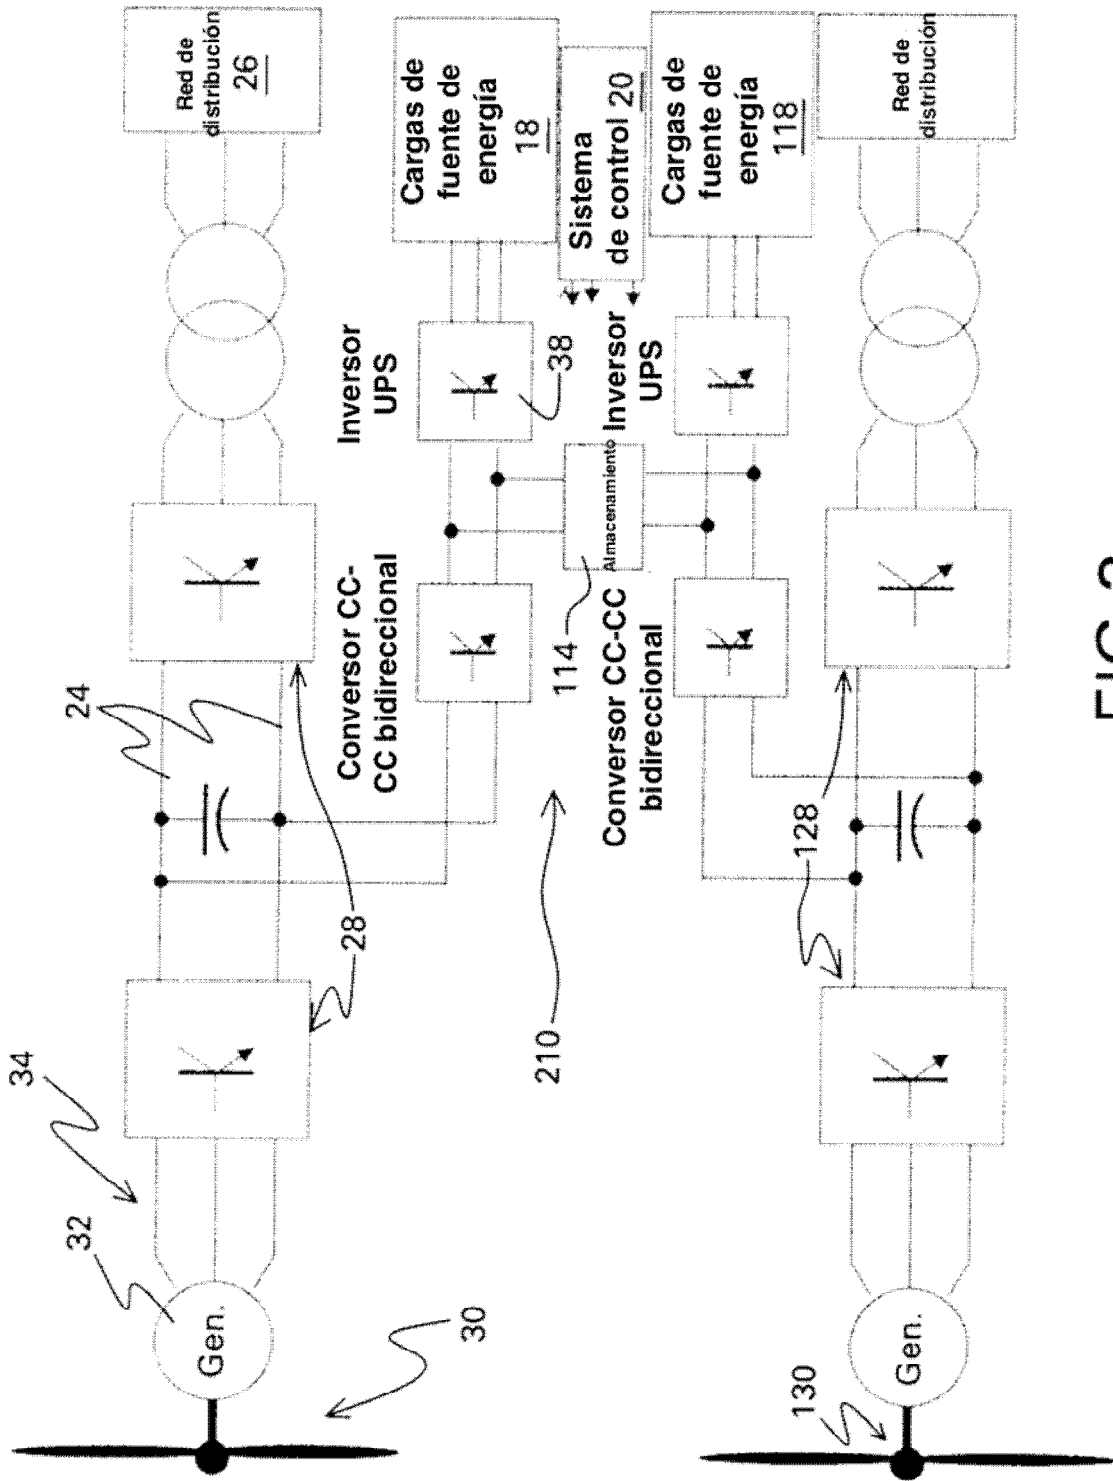 Red de
distribución
26
Cargas de
fuente de
energía
18
Sistema
de control 20
Cargas de
fuente de
energía
118
Red de
distribución
Inversor
UPS
38
Inversor
UPS
Almacenamiento
114
Conversor CC-
CC bidireccional
Conversor CC-CC
bidireccional
24
28
128
210
34
32
Gen.
30
Gen.
130